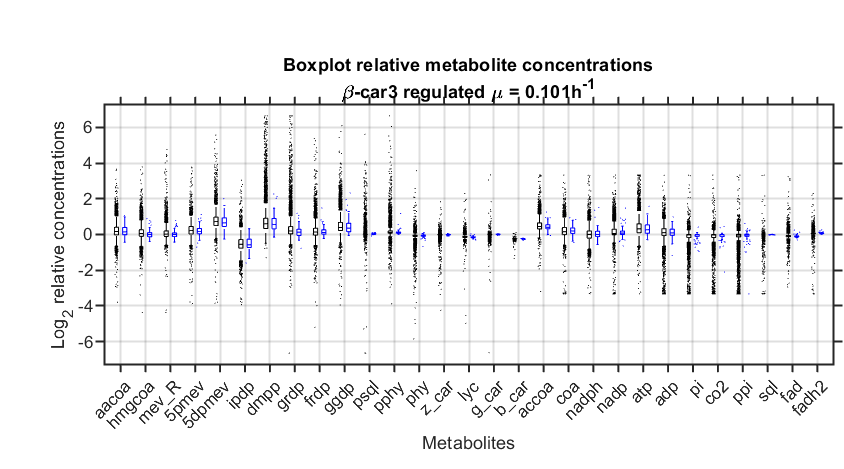 Boxplot relative metabolite concentrations
β-car3 regulated μ = 0.101h⁻¹
Log₂ relative concentrations
6
4
2
0
-2
-4
-6
aacoa
hmgcoa
mev_R
5pmev
5dpmev
ipdp
dmpp
grdp
frdp
ggdp
psql
pphy
phy
z_car
lyc
g_car
b_car
accoa
coa
nadph
nadp
atp
adp
pi
co2
ppi
sql
fad
fadh2
Metabolites